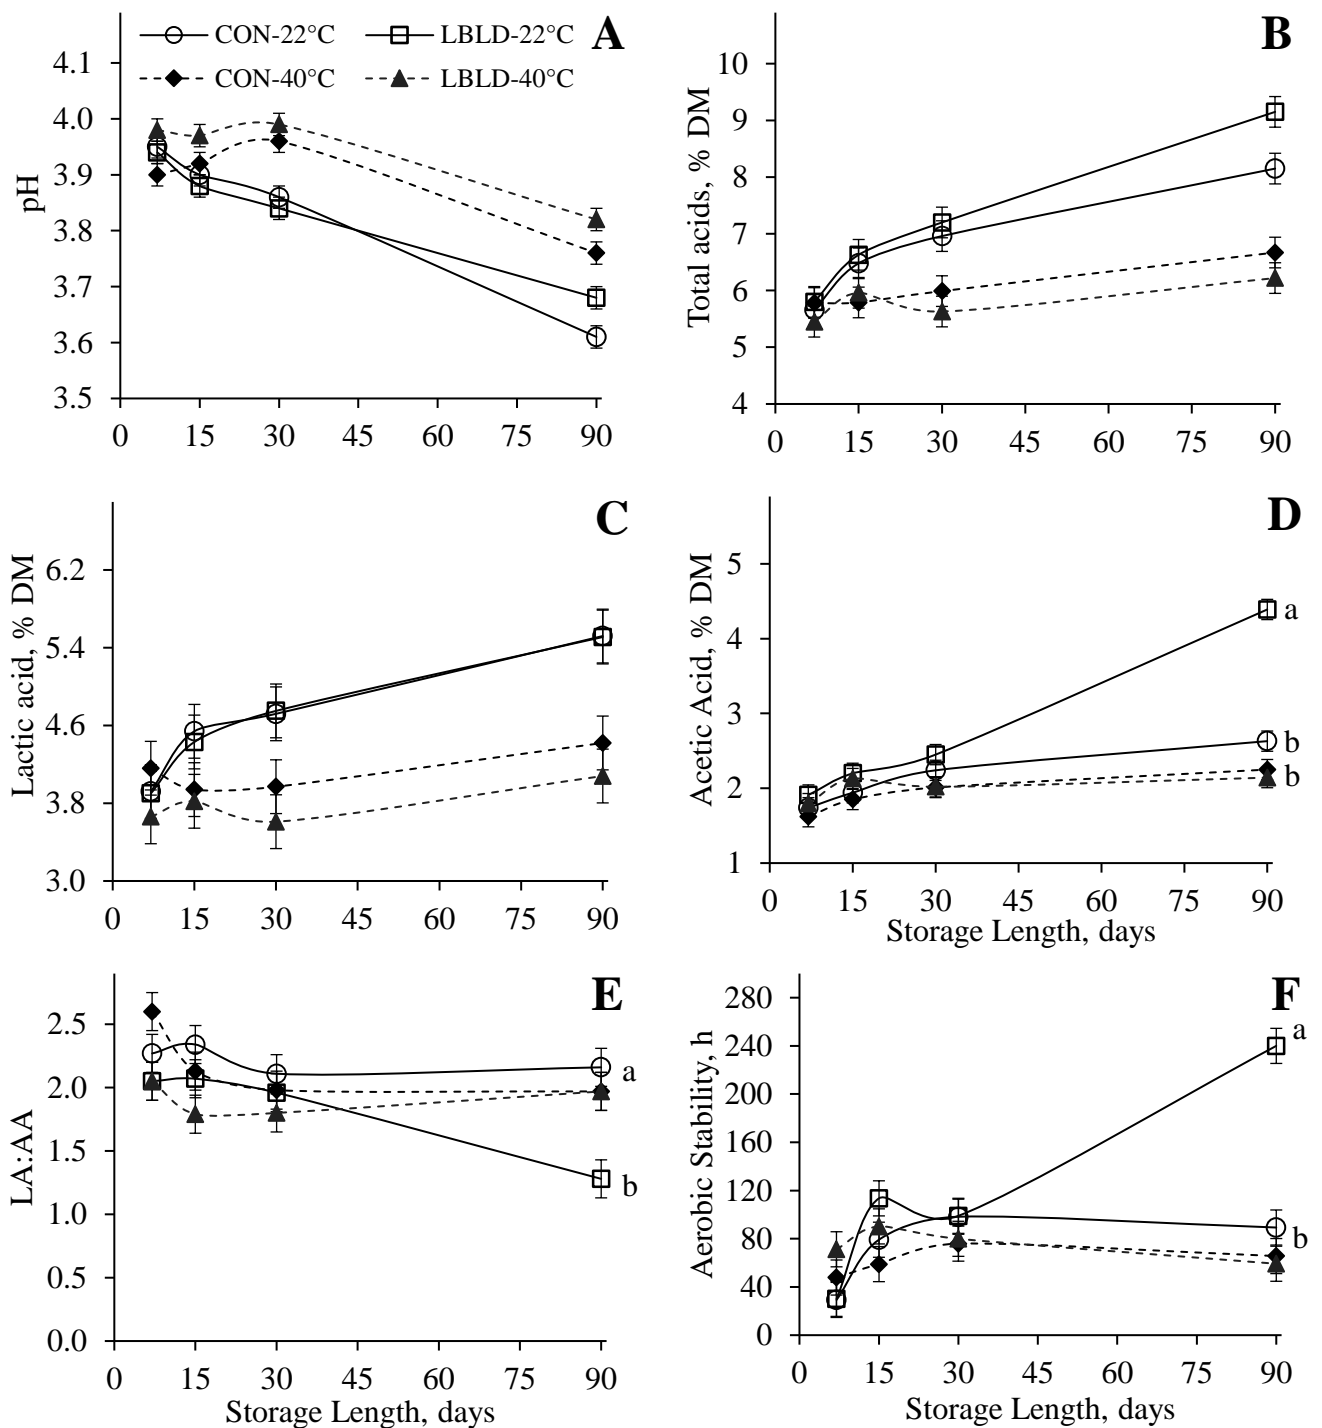 CON-22°C LBLD-22°C A
CON-40°C LBLD-40°C
pH
4.1
4.0
3.9
3.8
3.7
3.6
3.5
0 15 30 45 60 75 90
B
Total acids, % DM
10
9
8
7
6
5
4
0 15 30 45 60 75 90
C
Lactic acid, % DM
6.2
5.4
4.6
3.8
3.0
0 15 30 45 60 75 90
D
Acetic Acid, % DM
5
4
3
2
1
a
b
b
0 15 30 45 60 75 90
Storage Length, days
E
LA:AA
2.5
2.0
1.5
1.0
0.5
0.0
a
b
0 15 30 45 60 75 90
Storage Length, days
F
Aerobic Stability, h
280
240
200
160
120
80
40
0
a
b
0 15 30 45 60 75 90
Storage Length, days